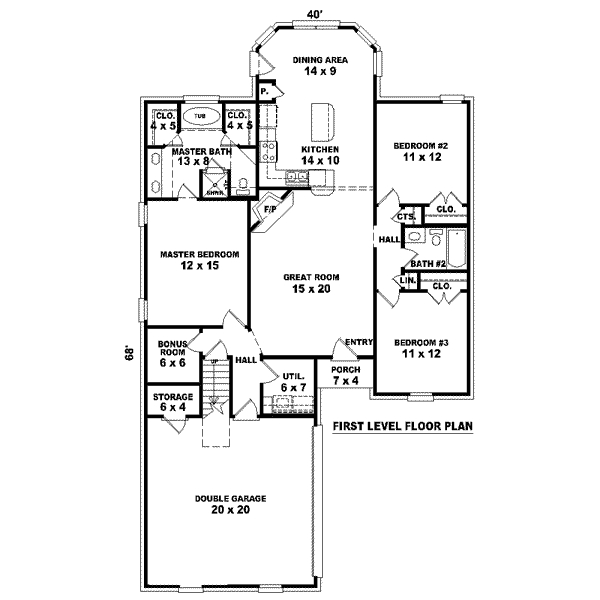 40'
DINING AREA
14 x 9
P.
CLO.
4 x 5
TUB
CLO.
4 x 5
KITCHEN
14 x 10
BEDROOM #2
11 x 12
MASTER BATH
13 x 8
SHWR
F/P
CTS.
CLO.
HALL
BATH #2
MASTER BEDROOM
12 x 15
GREAT ROOM
15 x 20
LIN.
CLO.
68'
BONUS
ROOM
6 x 6
UP
HALL
ENTRY
BEDROOM #3
11 x 12
UTIL.
6 x 7
PORCH
7 x 4
STORAGE
6 x 4
FIRST LEVEL FLOOR PLAN
DOUBLE GARAGE
20 x 20